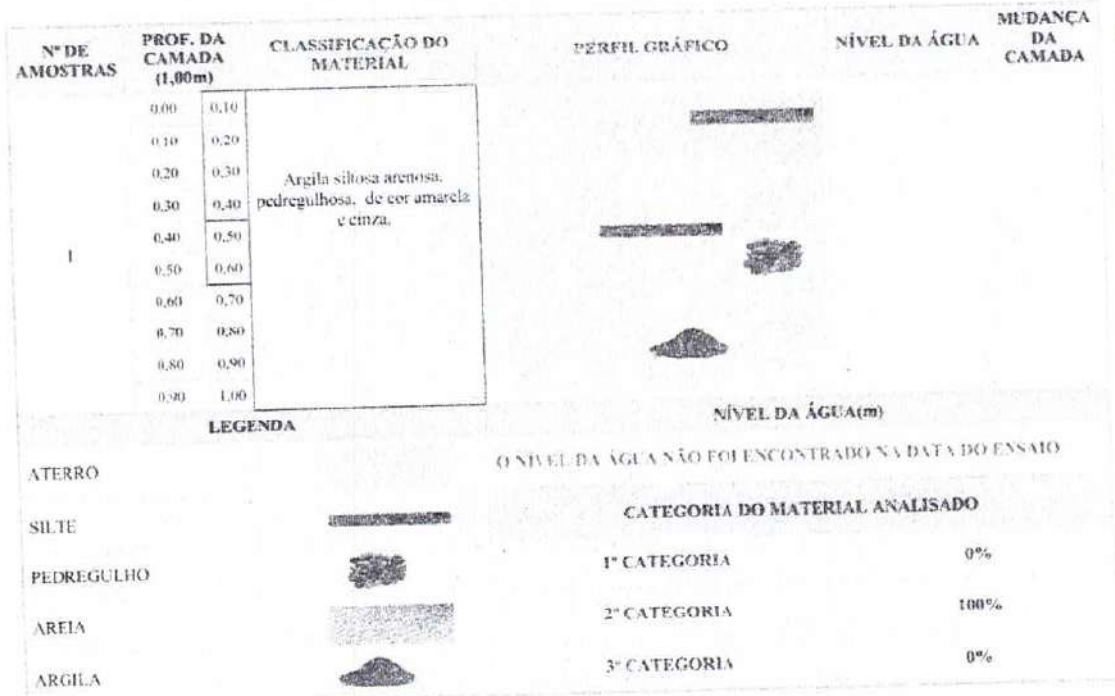 Nº DE AMOSTRAS
PROF. DA CAMADA (1,00m)
CLASSIFICAÇÃO DO MATERIAL
PERFIL GRÁFICO
NÍVEL DA ÁGUA
MUDANÇA DA CAMADA
1
0,00 0,10
0,10 0,20
0,20 0,30
0,30 0,40
0,40 0,50
0,50 0,60
0,60 0,70
0,70 0,80
0,80 0,90
0,90 1,00
Argila siltosa arenosa,
pedregulhosa, de cor amarela
e cinza.
LEGENDA
NÍVEL DA ÁGUA(m)
ATERRO
O NÍVEL DA ÁGUA NÃO FOI ENCONTRADO NA DATA DO ENSAIO
SILTE
CATEGORIA DO MATERIAL ANALISADO
PEDREGULHO
1ª CATEGORIA 0%
AREIA
2ª CATEGORIA 100%
ARGILA
3ª CATEGORIA 0%